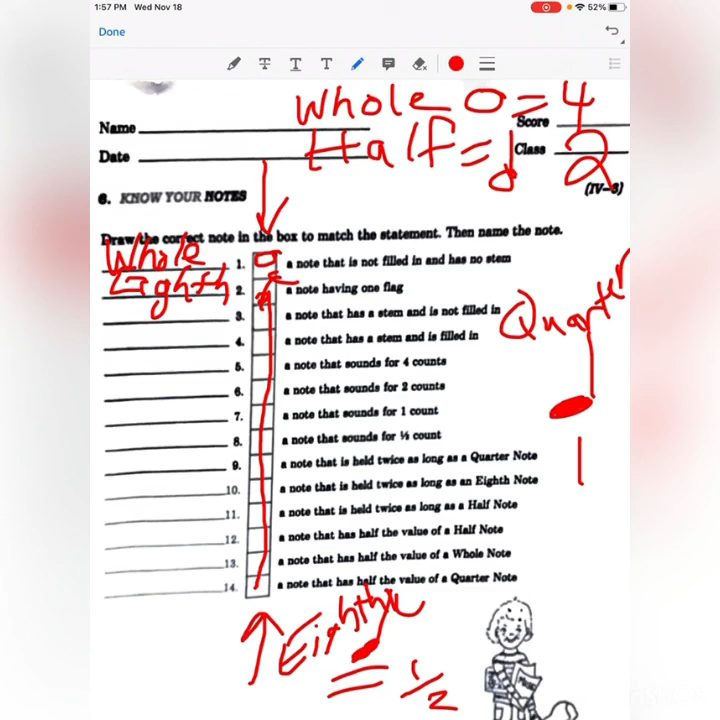 1:57 PM Wed Nov 18
52%
Done
T T T
Whole O = 4
Name
Score
Half =
2
Date
Class
(IV-8)
6. KNOW YOUR NOTES
Draw the correct note in the box to match the statement. Then name the note.
Whole 1. a note that is not filled in and has no stem
Eighth 2. a note having one flag
3. a note that has a stem and is not filled in
Quarter
4. a note that has a stem and is filled in
5. a note that sounds for 4 counts
6. a note that sounds for 2 counts
7. a note that sounds for 1 count
8. a note that sounds for ½ count
1
9. a note that is held twice as long as a Quarter Note
10. a note that is held twice as long as an Eighth Note
11. a note that is held twice as long as a Half Note
12. a note that has half the value of a Half Note
13. a note that has half the value of a Whole Note
14. a note that has half the value of a Quarter Note
Eighth
= 1/2